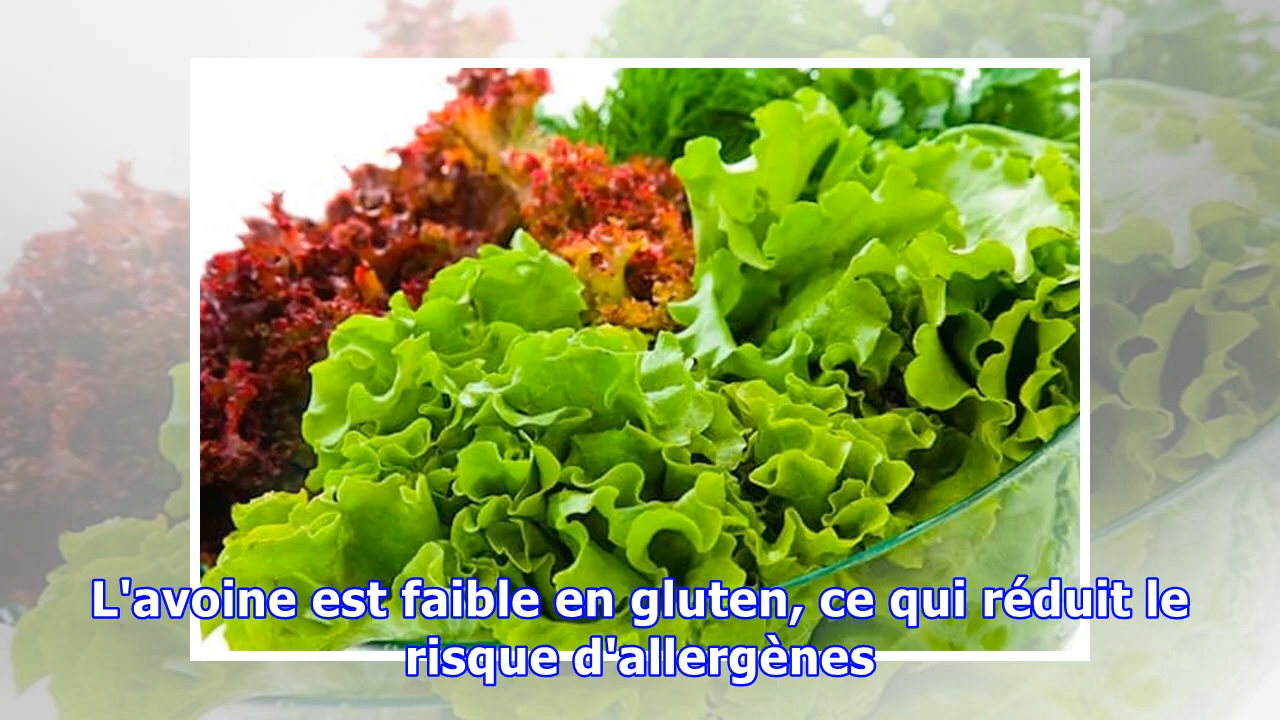 L'avoine est faible en gluten, ce qui réduit le
risque d'allergènes